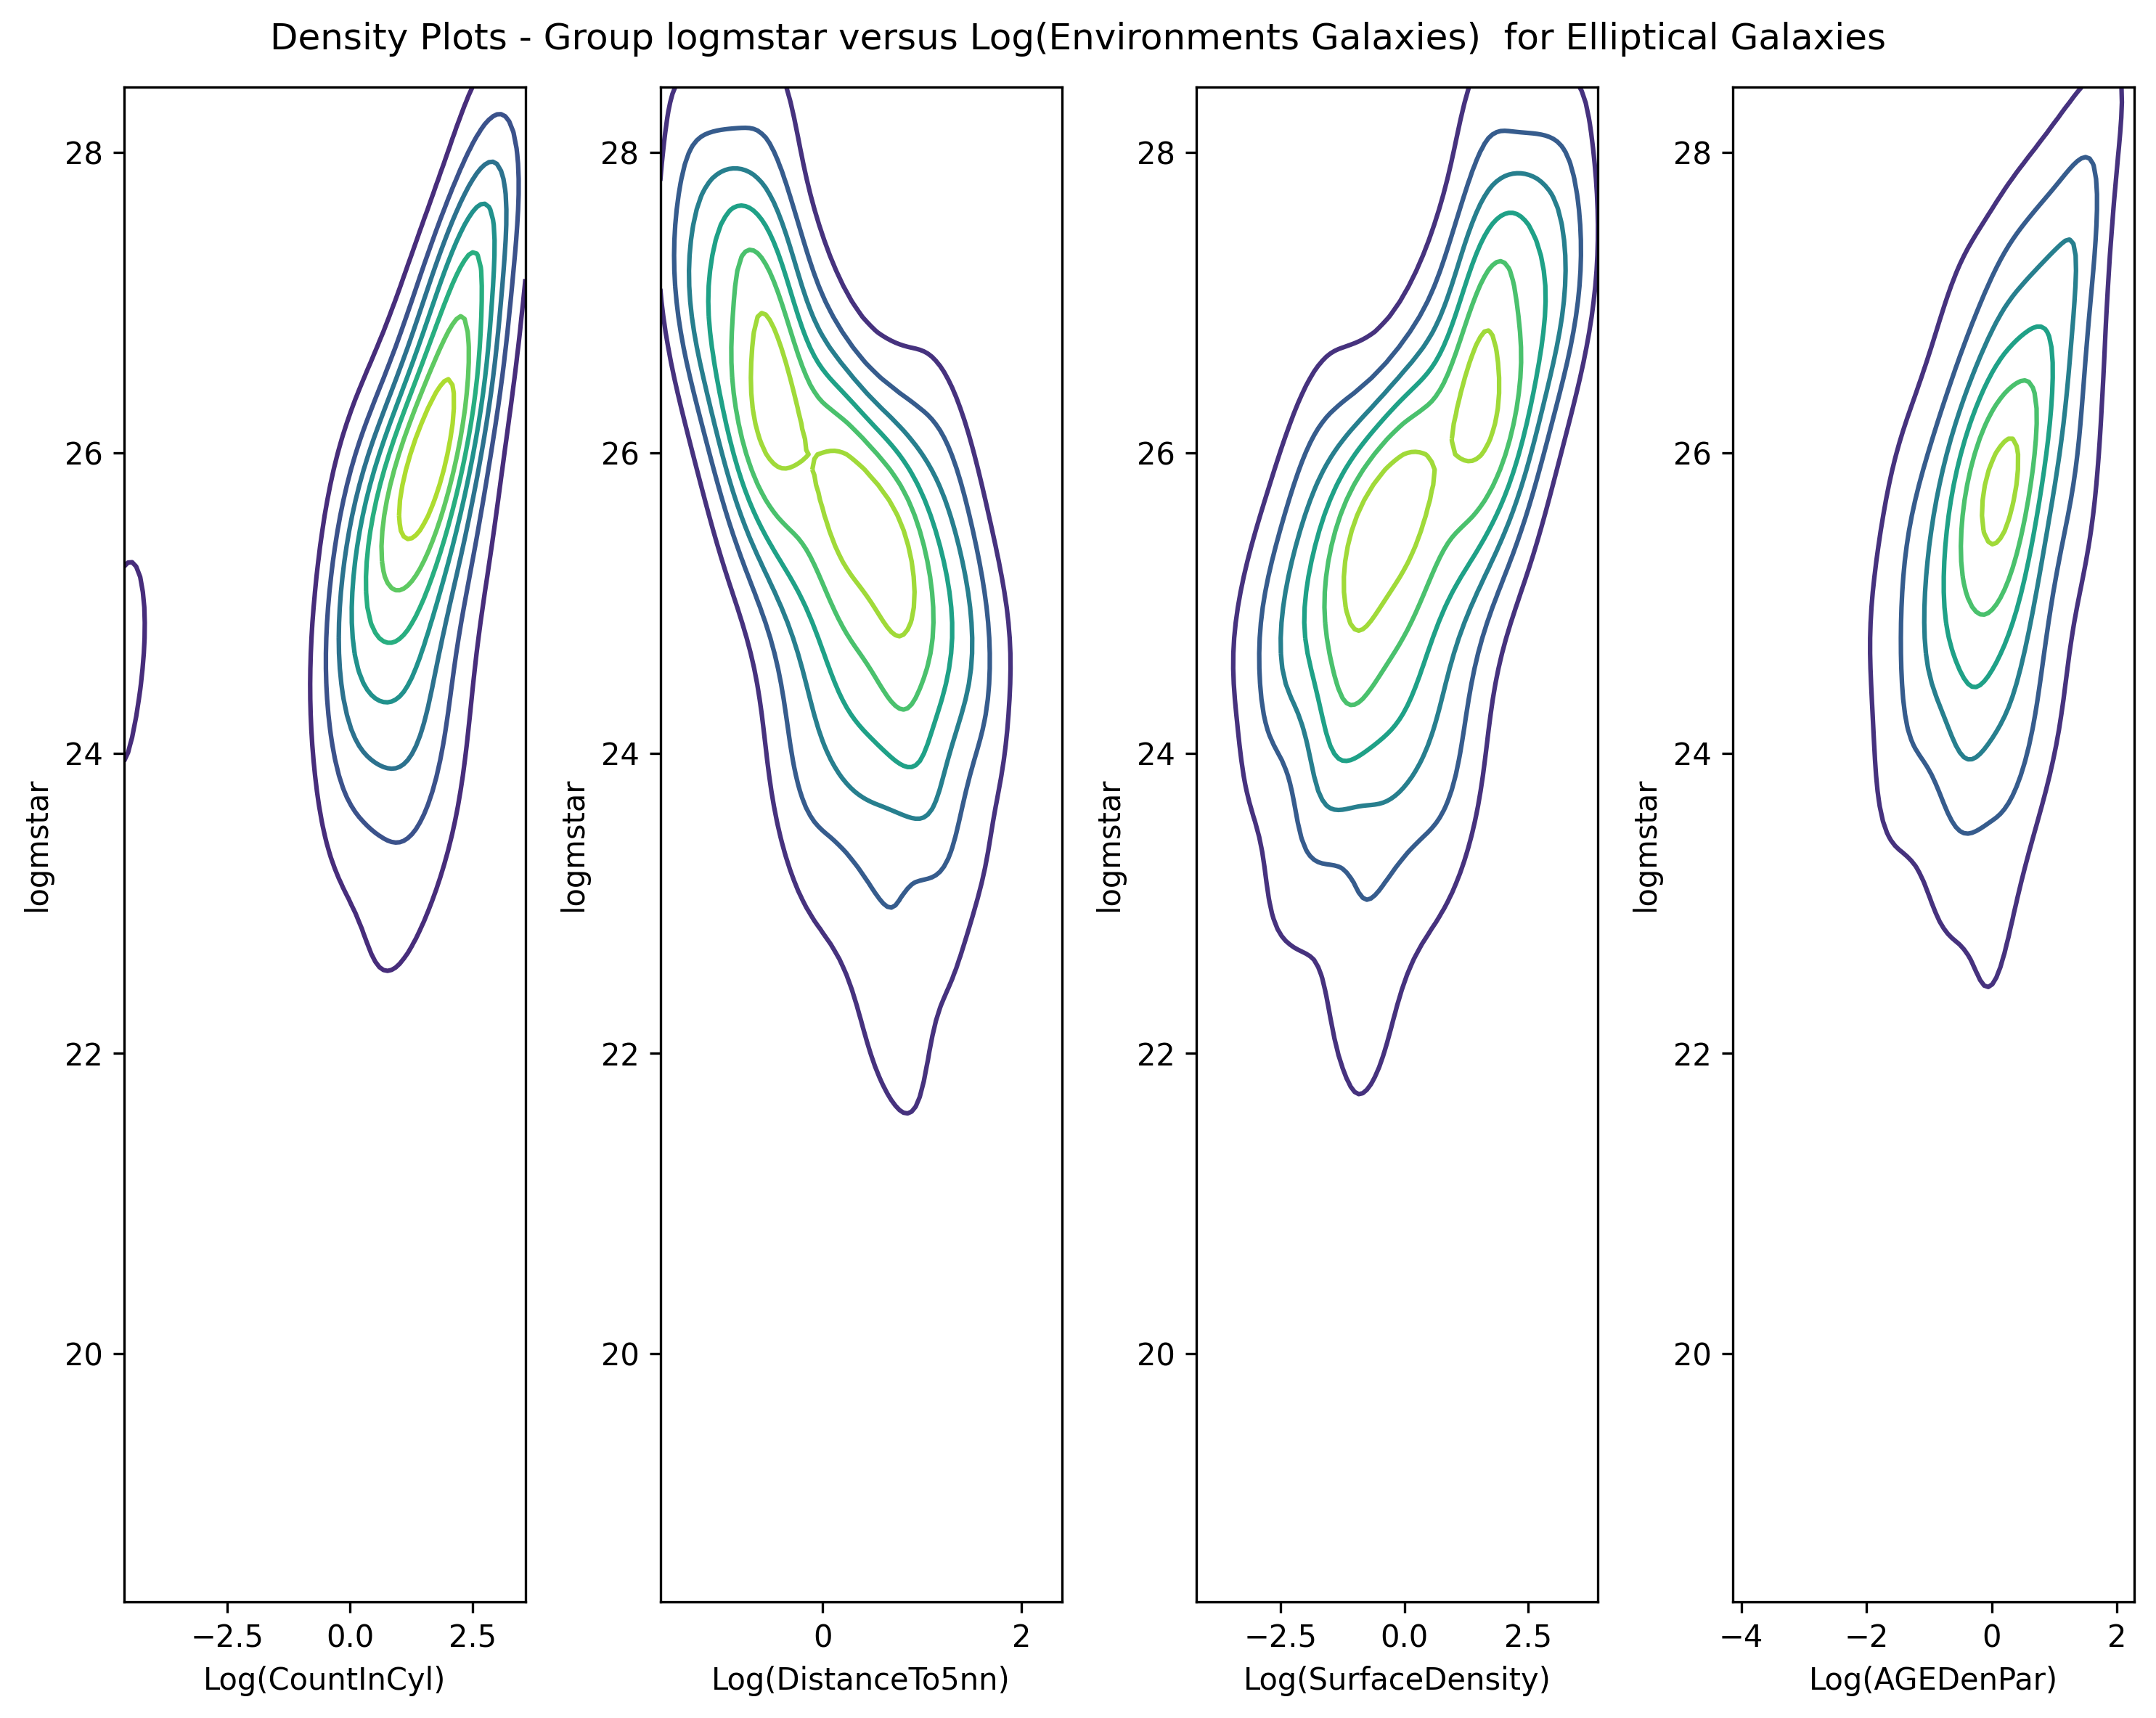 Density Plots - Group logmstar versus Log(Environments Galaxies)  for Elliptical Galaxies
28
26
24
22
20
logmstar
−2.5 0.0 2.5
Log(CountInCyl)
28
26
24
22
20
logmstar
0 2
Log(DistanceTo5nn)
28
26
24
22
20
logmstar
−2.5 0.0 2.5
Log(SurfaceDensity)
28
26
24
22
20
logmstar
−4 −2 0 2
Log(AGEDenPar)